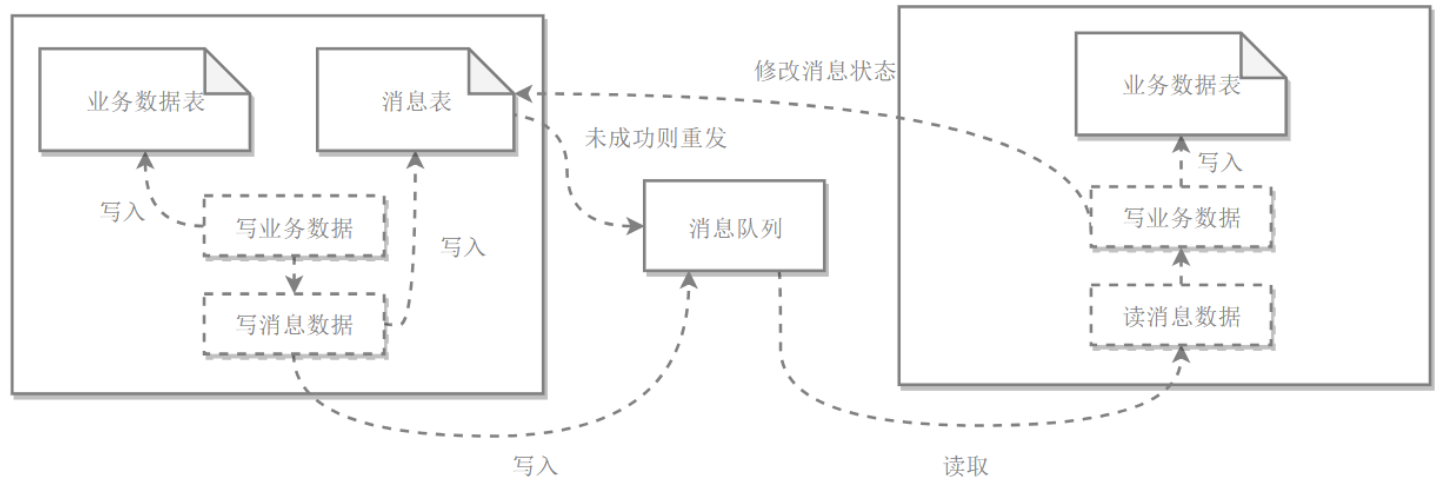 业务数据表
消息表
写入
写业务数据
写入
写消息数据
未成功则重发
消息队列
修改消息状态
业务数据表
写入
写业务数据
读消息数据
写入
读取